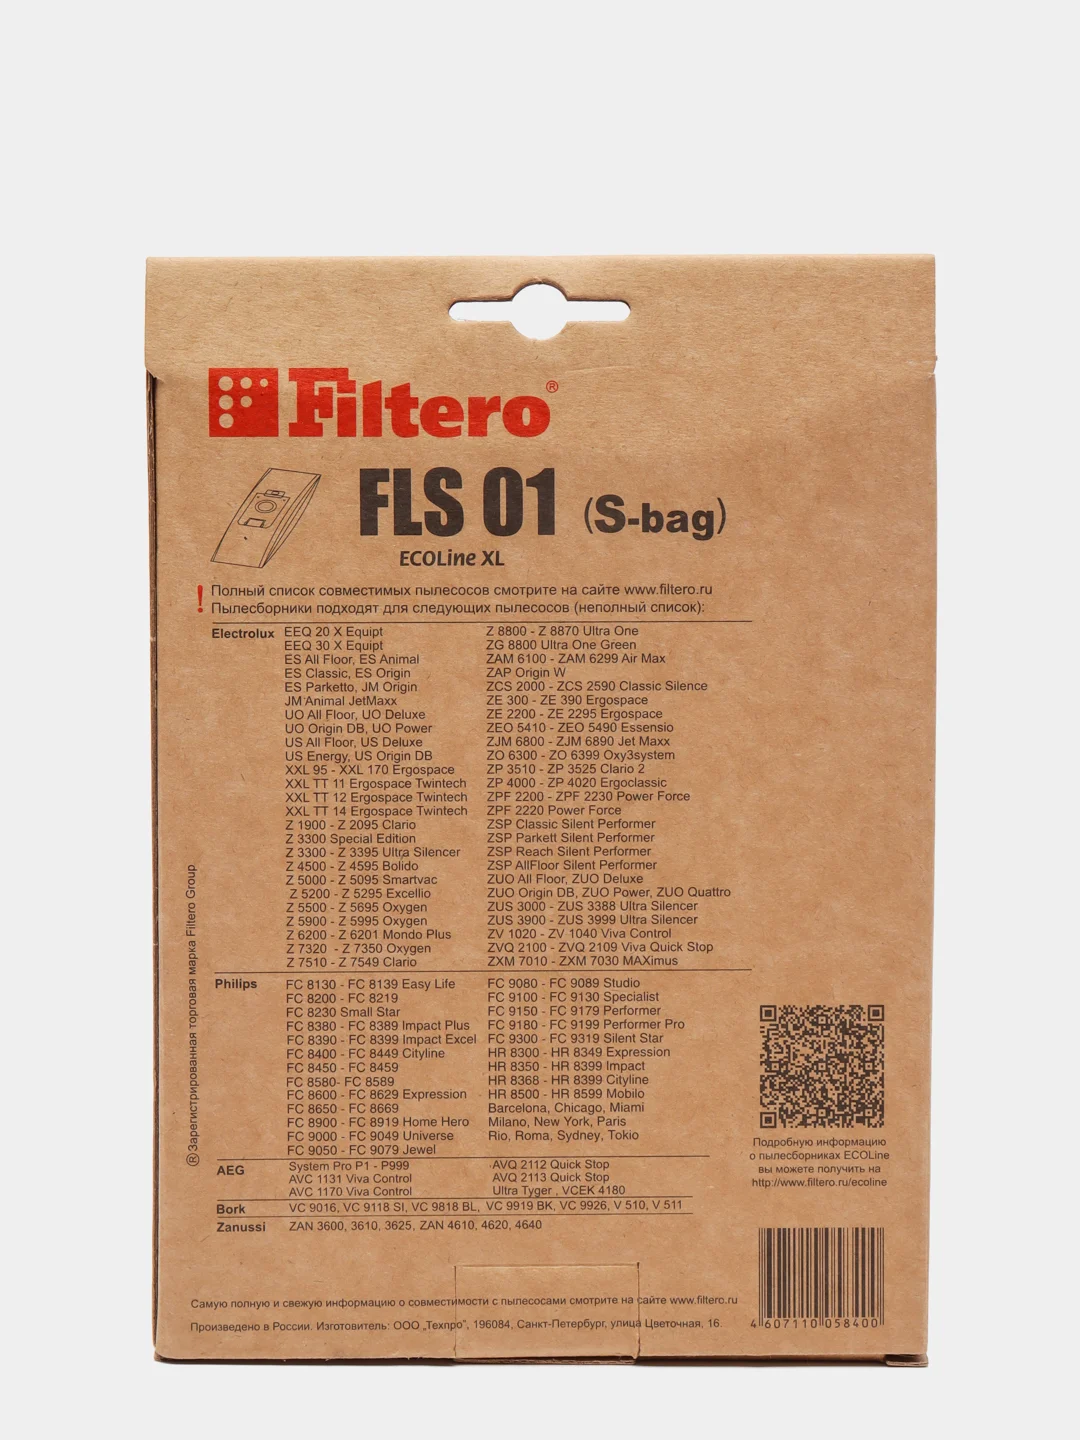 Filtero®
FLS 01 (S-bag)
ECOLine XL
! Полный список совместимых пылесосов смотрите на сайте www.filtero.ru
Пылесборники подходят для следующих пылесосов (неполный список):
Electrolux
EEQ 20 X Equipt
EEQ 30 X Equipt
ES All Floor, ES Animal
ES Classic, ES Origin
ES Parketto, JM Origin
JM Animal JetMaxx
UO All Floor, UO Deluxe
UO Origin DB, UO Power
US All Floor, US Deluxe
US Energy, US Origin DB
XXL 95 - XXL 170 Ergospace
XXL TT 11 Ergospace Twintech
XXL TT 12 Ergospace Twintech
XXL TT 14 Ergospace Twintech
Z 1900 - Z 2095 Clario
Z 3300 Special Edition
Z 3300 - Z 3395 Ultra Silencer
Z 4500 - Z 4595 Bolido
Z 5000 - Z 5095 Smartvac
Z 5200 - Z 5295 Excellio
Z 5500 - Z 5695 Oxygen
Z 5900 - Z 5995 Oxygen
Z 6200 - Z 6201 Mondo Plus
Z 7320 - Z 7350 Oxygen
Z 7510 - Z 7549 Clario
Z 8800 - Z 8870 Ultra One
ZG 8800 Ultra One Green
ZAM 6100 - ZAM 6299 Air Max
ZAP Origin W
ZCS 2000 - ZCS 2590 Classic Silence
ZE 300 - ZE 390 Ergospace
ZE 2200 - ZE 2295 Ergospace
ZEO 5410 - ZEO 5490 Essensio
ZJM 6800 - ZJM 6890 Jet Maxx
ZO 6300 - ZO 6399 Oxy3system
ZP 3510 - ZP 3525 Clario 2
ZP 4000 - ZP 4020 Ergoclassic
ZPF 2200 - ZPF 2230 Power Force
ZPF 2220 Power Force
ZSP Classic Silent Performer
ZSP Parkett Silent Performer
ZSP Reach Silent Performer
ZSP AllFloor Silent Performer
ZUO All Floor, ZUO Deluxe
ZUO Origin DB, ZUO Power, ZUO Quattro
ZUS 3000 - ZUS 3388 Ultra Silencer
ZUS 3900 - ZUS 3999 Ultra Silencer
ZV 1020 - ZV 1040 Viva Control
ZVQ 2100 - ZVQ 2109 Viva Quick Stop
ZXM 7010 - ZXM 7030 MAXimus
Philips
FC 8130 - FC 8139 Easy Life
FC 8200 - FC 8219
FC 8230 Small Star
FC 8380 - FC 8389 Impact Plus
FC 8390 - FC 8399 Impact Excel
FC 8400 - FC 8449 Cityline
FC 8450 - FC 8459
FC 8580- FC 8589
FC 8600 - FC 8629 Expression
FC 8650 - FC 8669
FC 8900 - FC 8919 Home Hero
FC 9000 - FC 9049 Universe
FC 9050 - FC 9079 Jewel
FC 9080 - FC 9089 Studio
FC 9100 - FC 9130 Specialist
FC 9150 - FC 9179 Performer
FC 9180 - FC 9199 Performer Pro
FC 9300 - FC 9319 Silent Star
HR 8300 - HR 8349 Expression
HR 8350 - HR 8399 Impact
HR 8368 - HR 8399 Cityline
HR 8500 - HR 8599 Mobilo
Barcelona, Chicago, Miami
Milano, New York, Paris
Rio, Roma, Sydney, Tokio
AEG
System Pro P1 - P999
AVC 1131 Viva Control
AVC 1170 Viva Control
AVQ 2112 Quick Stop
AVQ 2113 Quick Stop
Ultra Tyger , VCEK 4180
Bork VC 9016, VC 9118 SI, VC 9818 BL, VC 9919 BK, VC 9926, V 510, V 511
Zanussi ZAN 3600, 3610, 3625, ZAN 4610, 4620, 4640
® Зарегистрированная торговая марка Filtero Group
Подробную информацию
о пылесборниках ECOLine
вы можете получить на
http://www.filtero.ru/ecoline
Самую полную и свежую информацию о совместимости с пылесосами смотрите на сайте www.filtero.ru
Произведено в России. Изготовитель: ООО „Техпро", 196084, Санкт-Петербург, улица Цветочная, 16.
4 607110 058400